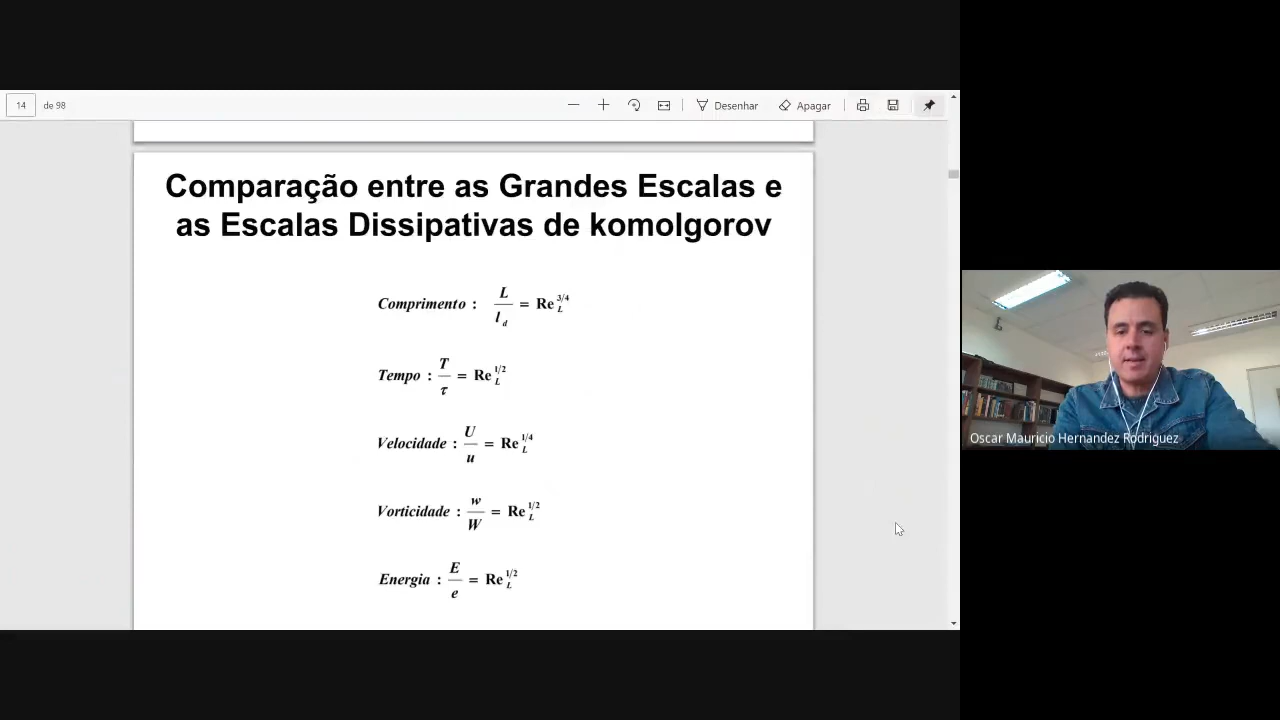 14 de 98 Desenhar Apagar
Comparação entre as Grandes Escalas e
as Escalas Dissipativas de komolgorov
Comprimento : L/l_d = Re_L^3/4
Tempo : T/τ = Re_L^1/2
Velocidade : U/u = Re_L^1/4
Vorticidade : w/W = Re_L^1/2
Energia : E/e = Re_L^1/2
Oscar Mauricio Hernandez Rodriguez